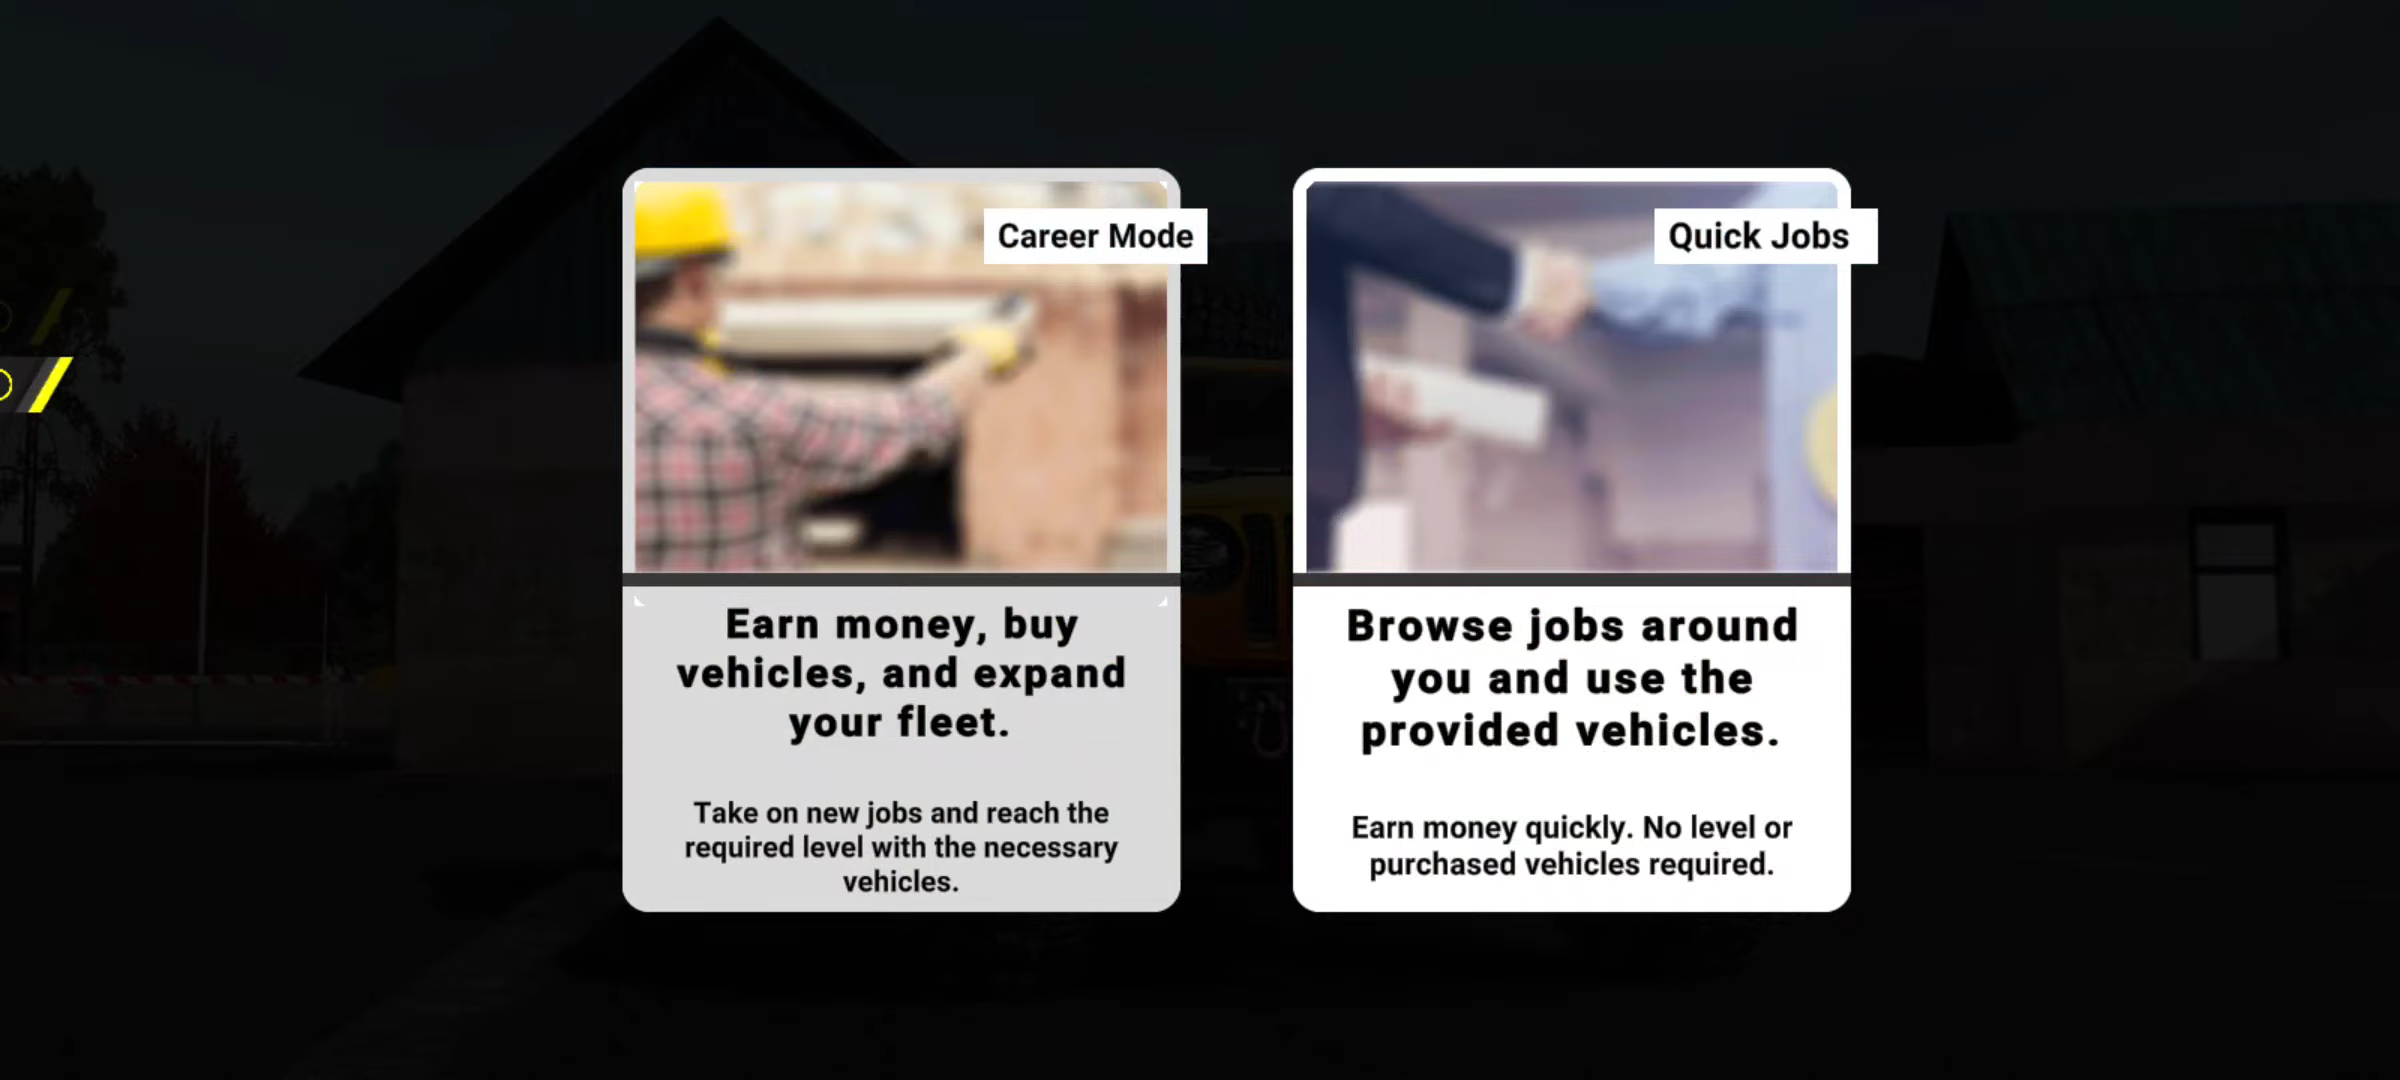 Career Mode
Earn money, buy
vehicles, and expand
your fleet.
Take on new jobs and reach the
required level with the necessary
vehicles.
Quick Jobs
Browse jobs around
you and use the
provided vehicles.
Earn money quickly. No level or
purchased vehicles required.